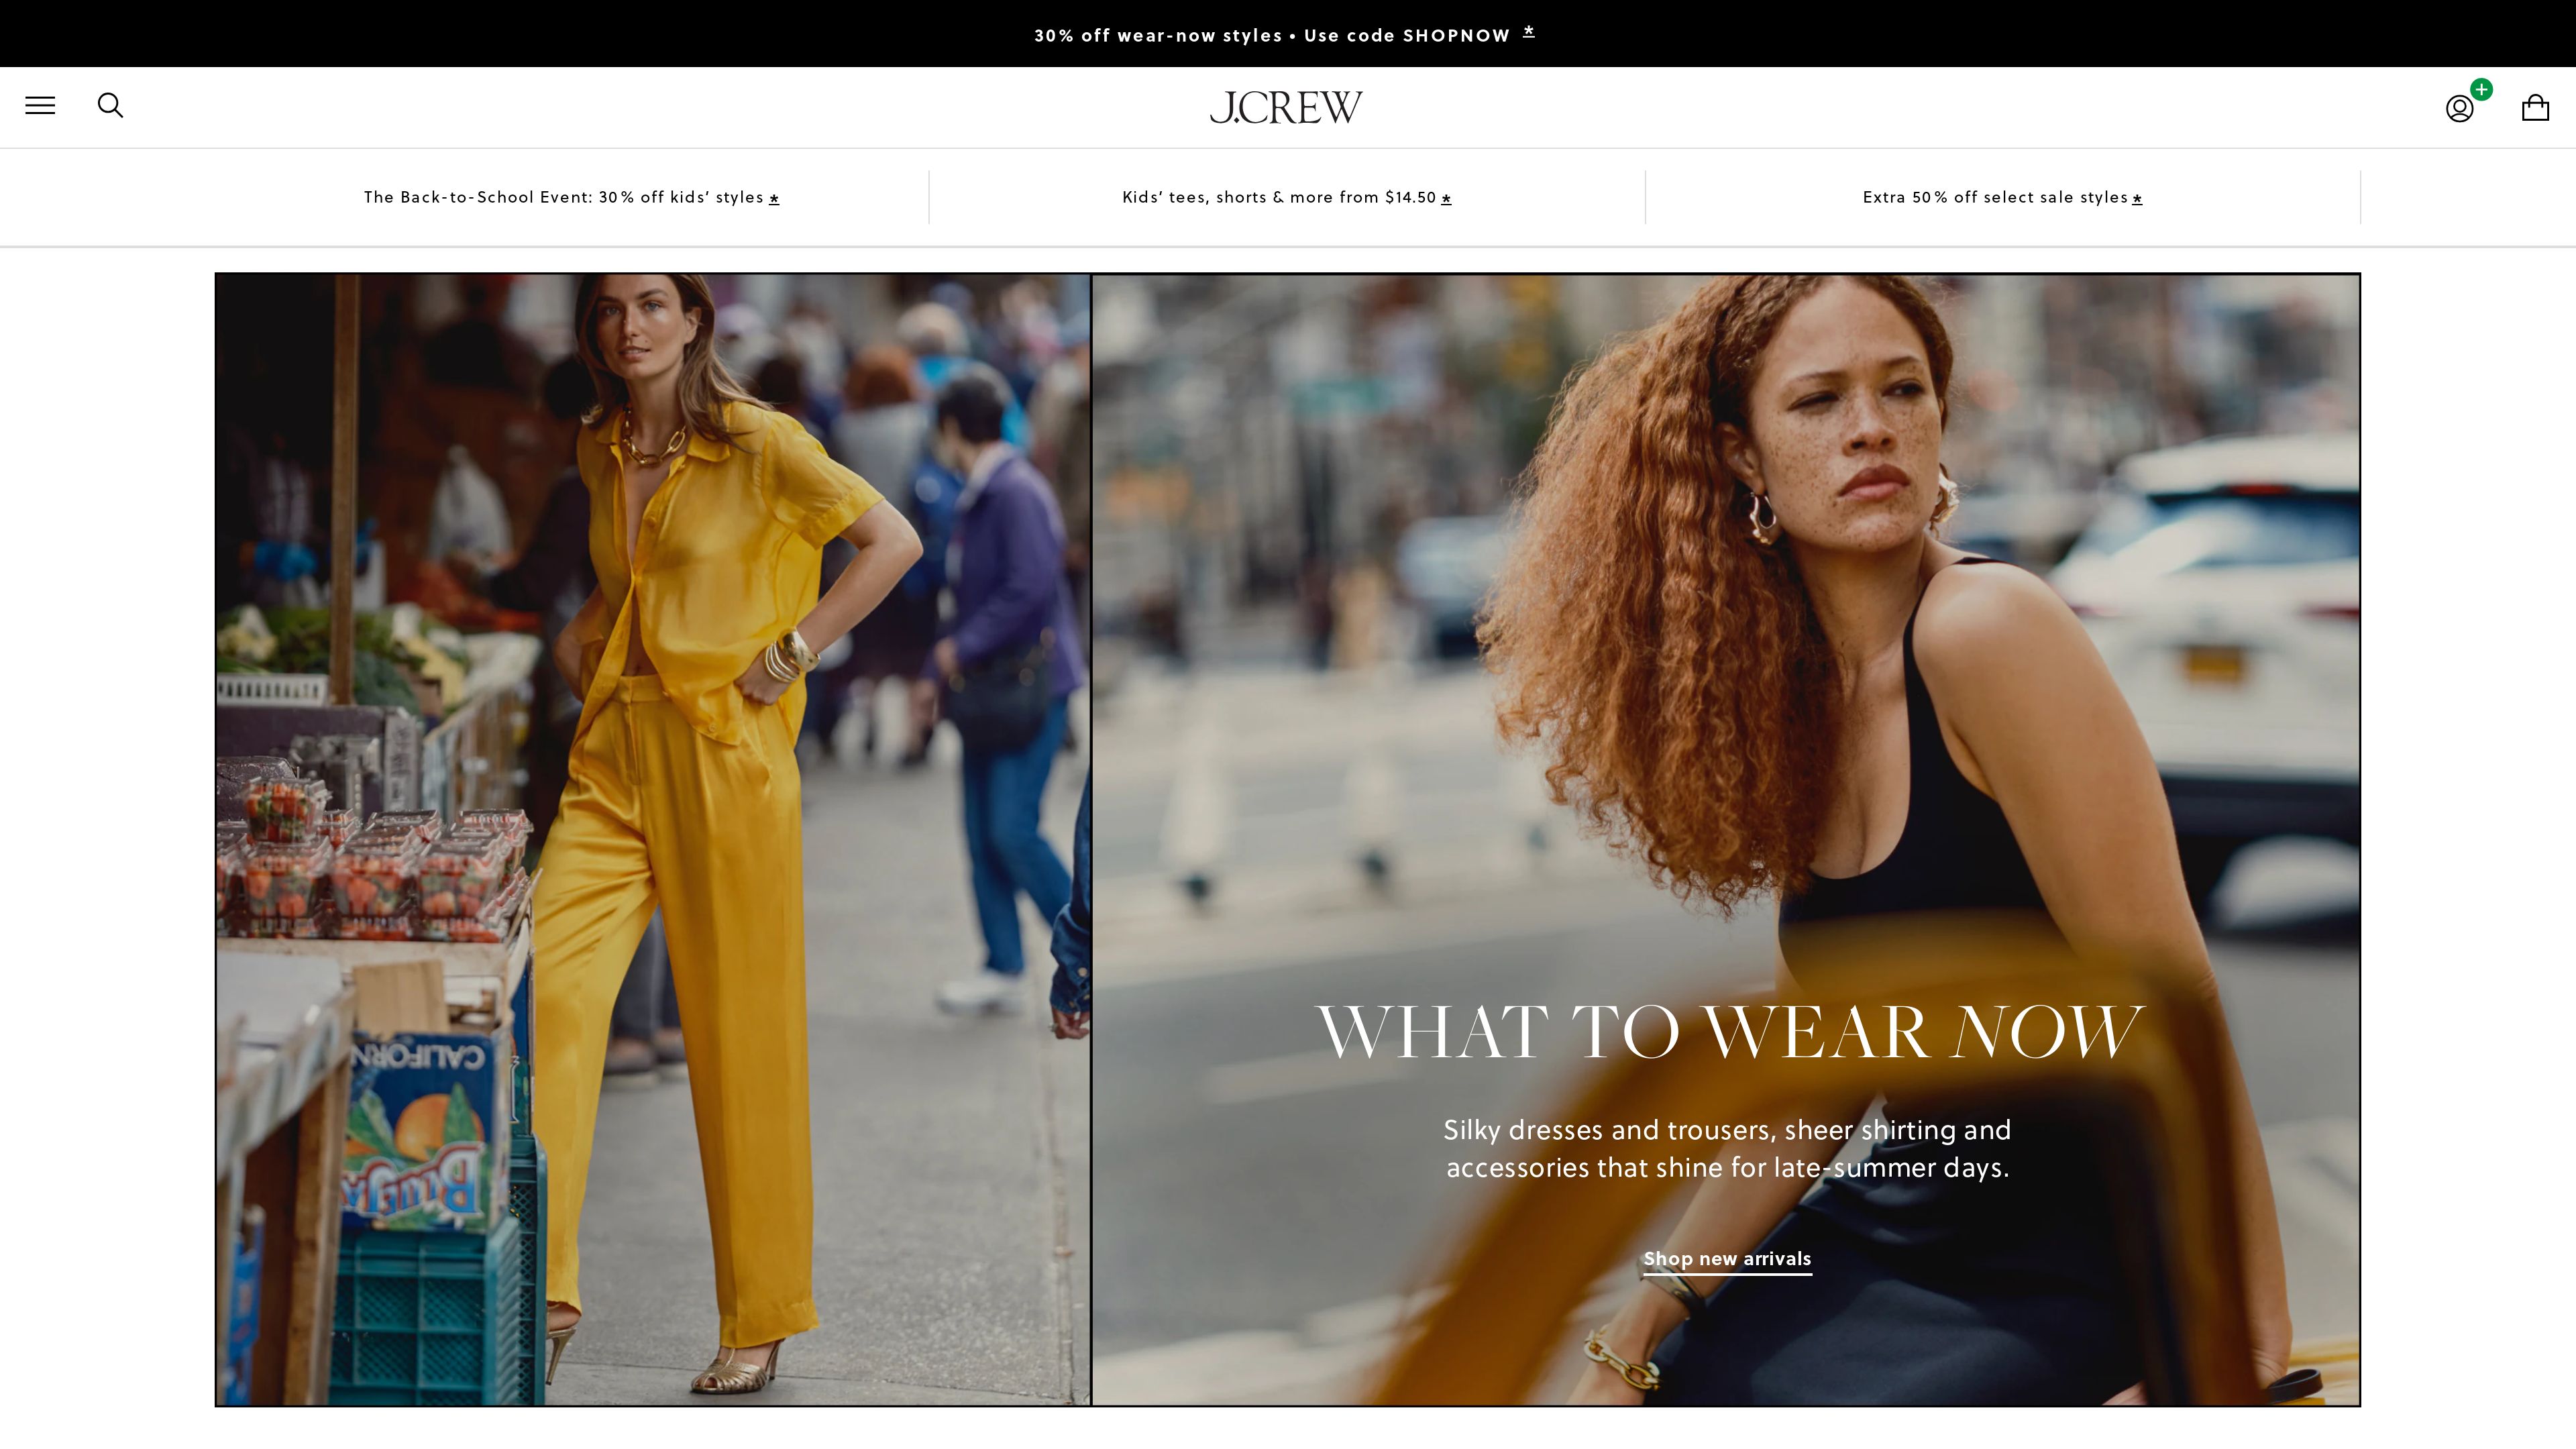 30% off wear-now styles • Use code SHOPNOW *
J.CREW
The Back-to-School Event: 30% off kids’ styles *
Kids’ tees, shorts & more from $14.50 *
Extra 50% off select sale styles *
WHAT TO WEAR NOW
Silky dresses and trousers, sheer shirting and
accessories that shine for late-summer days.
Shop new arrivals
CALIFORN